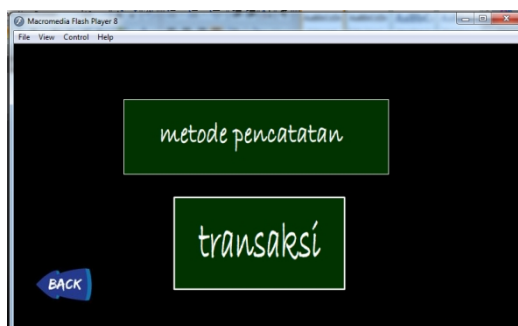 Macromedia Flash Player 8
File View Control Help
metode pencatatan
transaksi
BACK